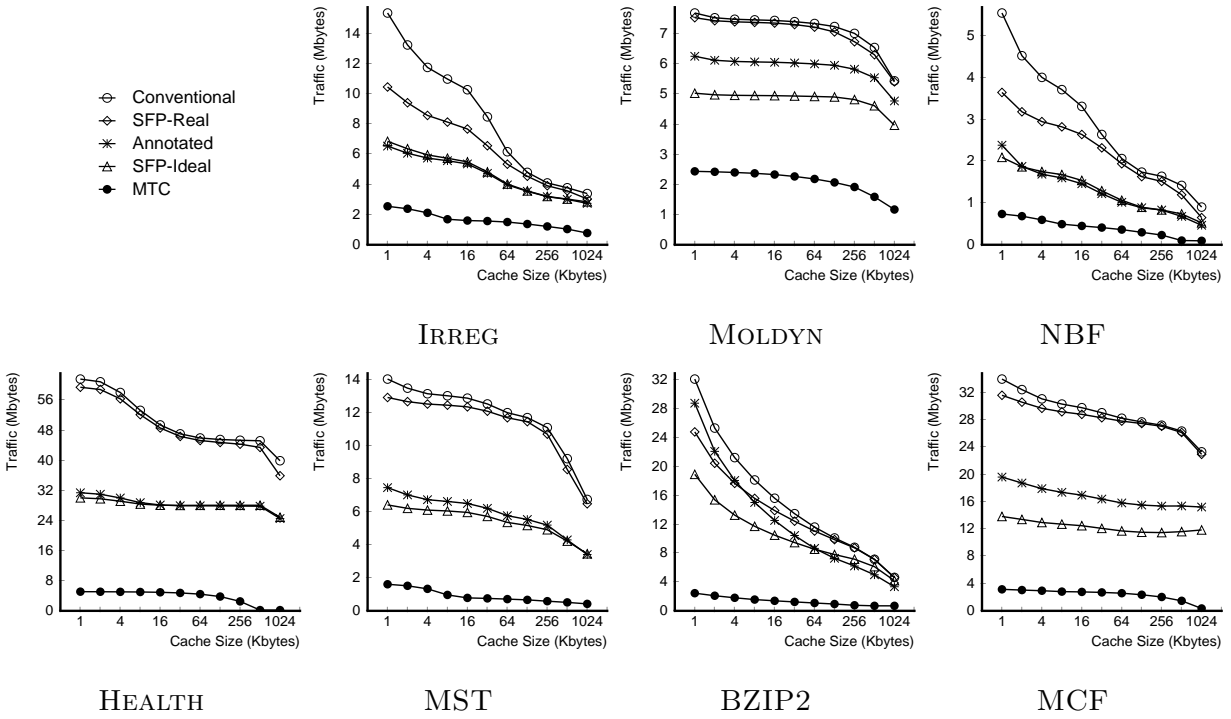 Conventional
SFP-Real
Annotated
SFP-Ideal
MTC
Traffic (Mbytes)
14
12
10
8
6
4
2
0
1 4 16 64 256 1024
Cache Size (Kbytes)
IRREG
Traffic (Mbytes)
7
6
5
4
3
2
1
0
1 4 16 64 256 1024
Cache Size (Kbytes)
MOLDYN
Traffic (Mbytes)
5
4
3
2
1
0
1 4 16 64 256 1024
Cache Size (Kbytes)
NBF
Traffic (Mbytes)
56
48
40
32
24
16
8
0
1 4 16 64 256 1024
Cache Size (Kbytes)
HEALTH
Traffic (Mbytes)
14
12
10
8
6
4
2
0
1 4 16 64 256 1024
Cache Size (Kbytes)
MST
Traffic (Mbytes)
32
28
24
20
16
12
8
4
0
1 4 16 64 256 1024
Cache Size (Kbytes)
BZIP2
Traffic (Mbytes)
32
28
24
20
16
12
8
4
0
1 4 16 64 256 1024
Cache Size (Kbytes)
MCF